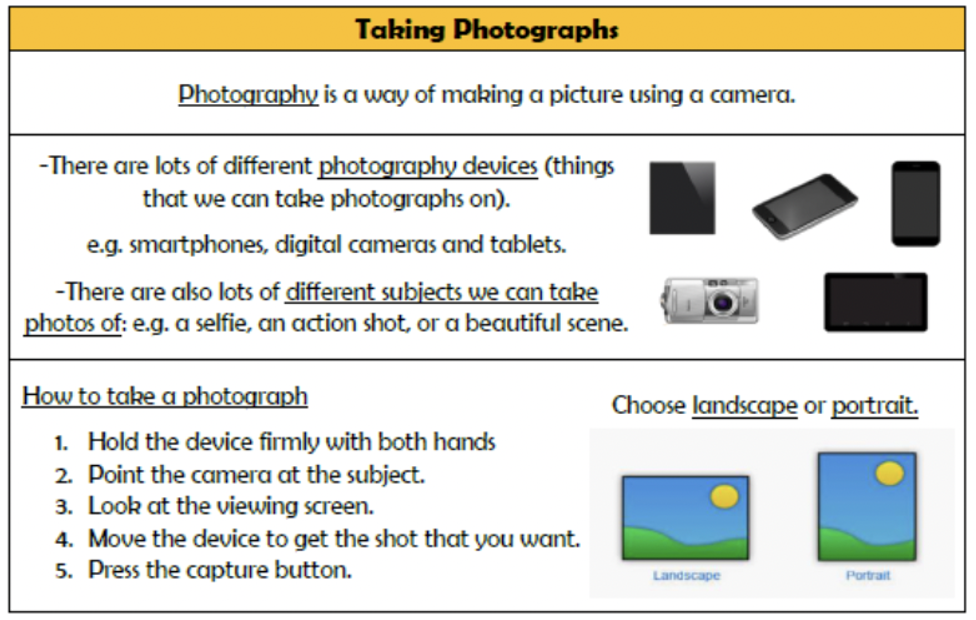 Taking Photographs
Photography is a way of making a picture using a camera.
-There are lots of different photography devices (things
that we can take photographs on).
e.g. smartphones, digital cameras and tablets.
-There are also lots of different subjects we can take
photos of: e.g. a selfie, an action shot, or a beautiful scene.
How to take a photograph
1. Hold the device firmly with both hands
2. Point the camera at the subject.
3. Look at the viewing screen.
4. Move the device to get the shot that you want.
5. Press the capture button.
Choose landscape or portrait.
Landscape
Portrait